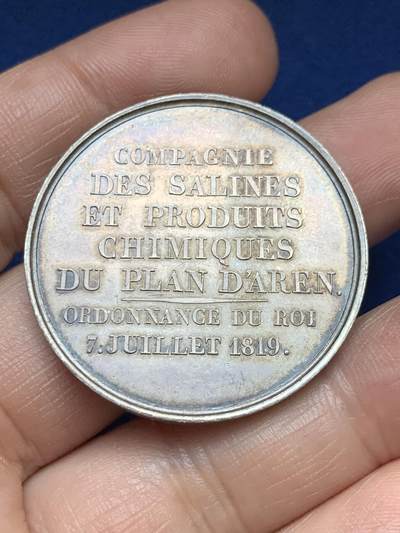 COMPAGNIE
DES SALINES
ET PRODUITS
CHIMIQUES
DU PLAN D'AREN.
ORDONNANCE DU ROI
7. JUILLET 1819.